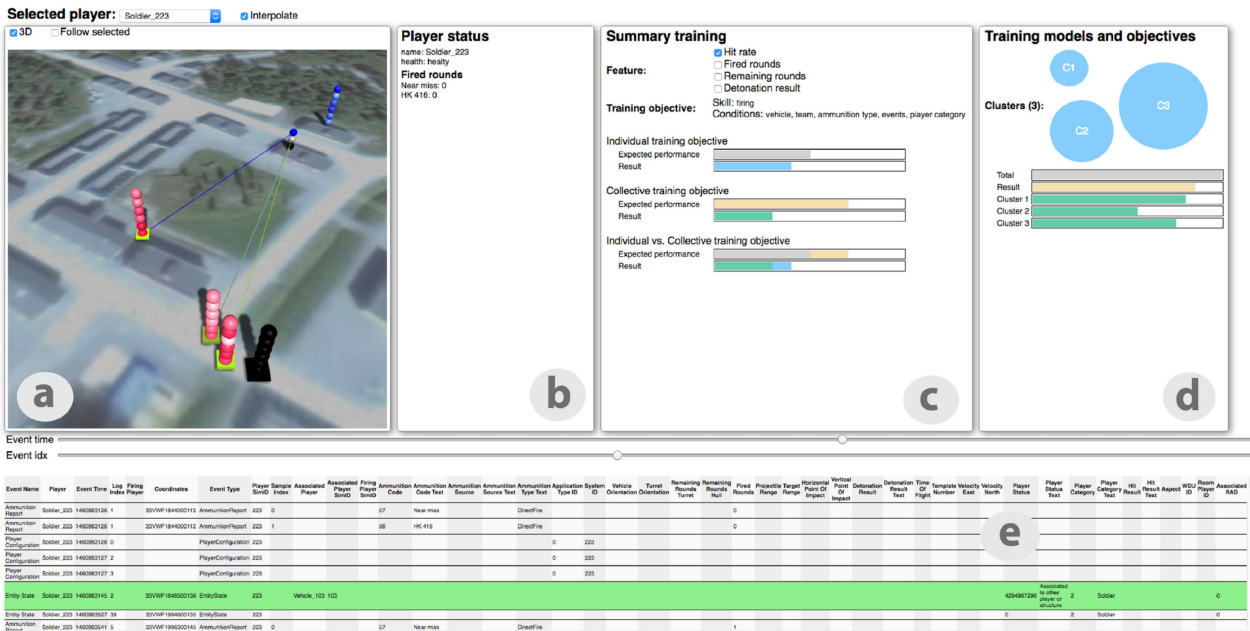 Selected player: Soldier_223 Interpolate
3D Follow selected
a
Player status
name: Soldier_223
health: healty
Fired rounds
Near miss: 0
HK 416: 0
b
Summary training
Feature:
Hit rate
Fired rounds
Remaining rounds
Detonation result
Training objective:
Skill: firing
Conditions: vehicle, team, ammunition type, events, player category
Individual training objective
Expected performance
Result
Collective training objective
Expected performance
Result
Individual vs. Collective training objective
Expected performance
Result
c
Training models and objectives
Clusters (3):
C1
C2
C3
Total
Result
Cluster 1
Cluster 2
Cluster 3
d
Event time
Event idx
Event Name Player Event Time Log Index Firing Player Coordinates Event Type Player SimID Sample Index Associated Player Associated Player SimID Firing Player SimID Ammunition Code Ammunition Code Text Ammunition Source Ammunition Source Text Ammunition Type Text Application Type ID System ID Vehicle Orientation Turret Orientation Remaining Rounds Turret Remaining Rounds Hull Fired Rounds Projectile Range Target Range Horizontal Point Of Impact Vertical Point Of Impact Detonation Result Detonation Result Text Time Of Flight Template Number Velocity East Velocity North Player Status Player Status Text Player Category Player Category Text Hit Result Hit Result Text Aspect WDU ID Room Player ID Associated RAD
Ammunition Report Soldier_223 1460983126 1 33VWF1844000113 AmmunitionReport 223 0 57 Near miss DirectFire 0
Ammunition Report Soldier_223 1460983126 1 33VWF1844000113 AmmunitionReport 223 1 56 HK 416 DirectFire 0
Player Configuration Soldier_223 1460983126 0 PlayerConfiguration 223 0 223
Player Configuration Soldier_223 1460983127 2 PlayerConfiguration 223 0 223
Player Configuration Soldier_223 1460983127 3 PlayerConfiguration 223 0 223
Entity State Soldier_223 1460983145 2 33VWF1848500136 EntityState 223 Vehicle_103 103 4294967296 Associated to other player or structure 2 Soldier 0
Entity State Soldier_223 1460983527 39 33VWF1994600135 EntityState 223 0 2 Soldier 0
Ammunition Report Soldier_223 1460983541 5 33VWF1996300145 AmmunitionReport 223 0 57 Near miss DirectFire 1
e